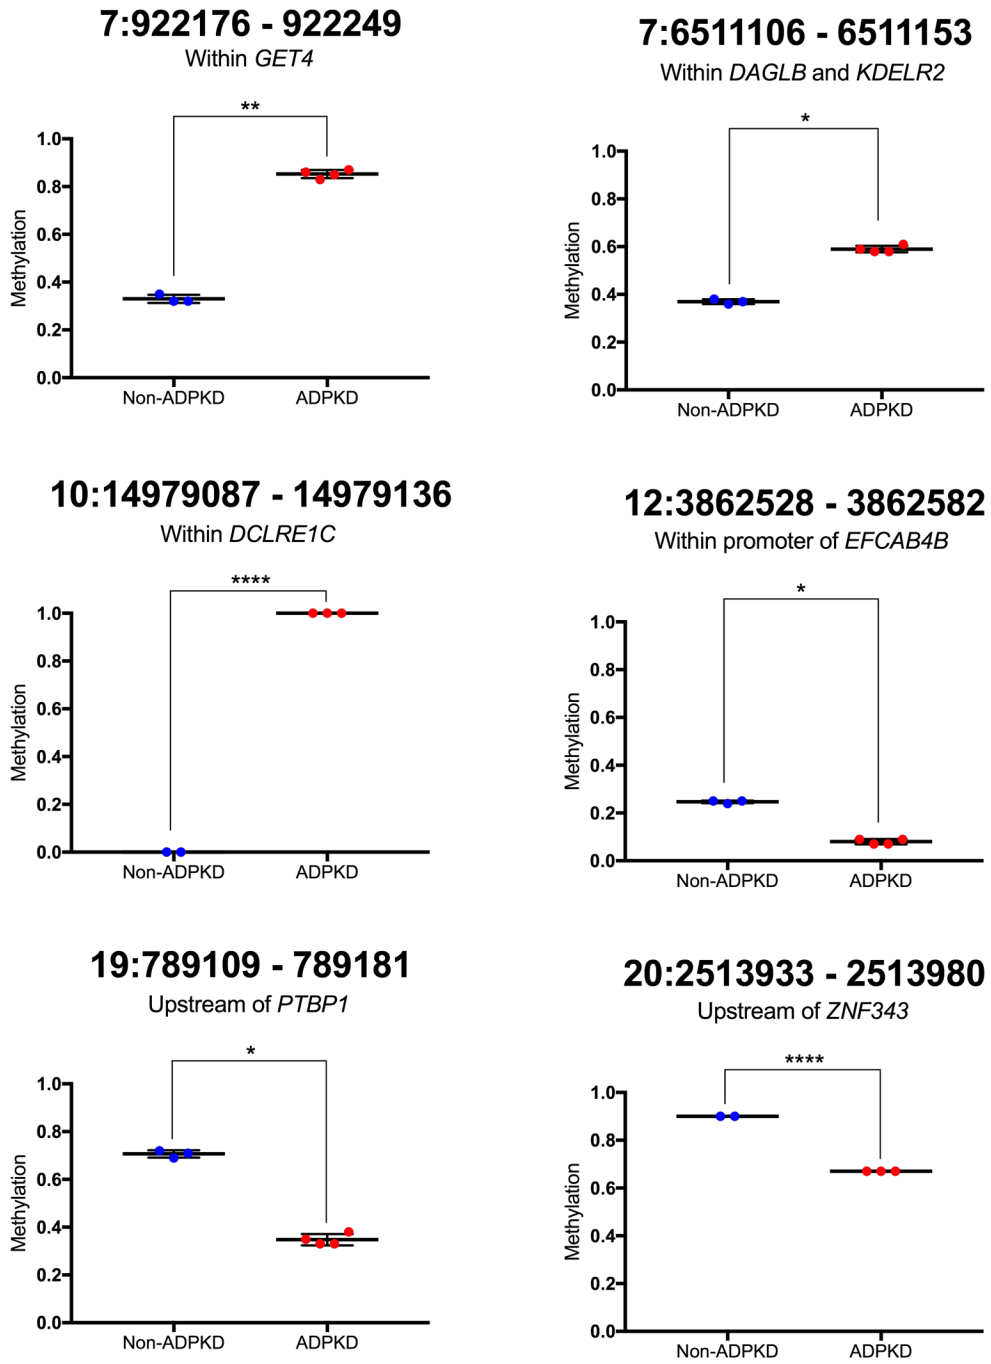 7:922176 - 922249
Within GET4
**
1.0
0.8
0.6
0.4
0.2
0.0
Methylation
Non-ADPKD
ADPKD
7:6511106 - 6511153
Within DAGLB and KDELR2
*
1.0
0.8
0.6
0.4
0.2
0.0
Methylation
Non-ADPKD
ADPKD
10:14979087 - 14979136
Within DCLRE1C
****
1.0
0.8
0.6
0.4
0.2
0.0
Methylation
Non-ADPKD
ADPKD
12:3862528 - 3862582
Within promoter of EFCAB4B
*
1.0
0.8
0.6
0.4
0.2
0.0
Methylation
Non-ADPKD
ADPKD
19:789109 - 789181
Upstream of PTBP1
*
1.0
0.8
0.6
0.4
0.2
0.0
Methylation
Non-ADPKD
ADPKD
20:2513933 - 2513980
Upstream of ZNF343
****
1.0
0.8
0.6
0.4
0.2
0.0
Methylation
Non-ADPKD
ADPKD